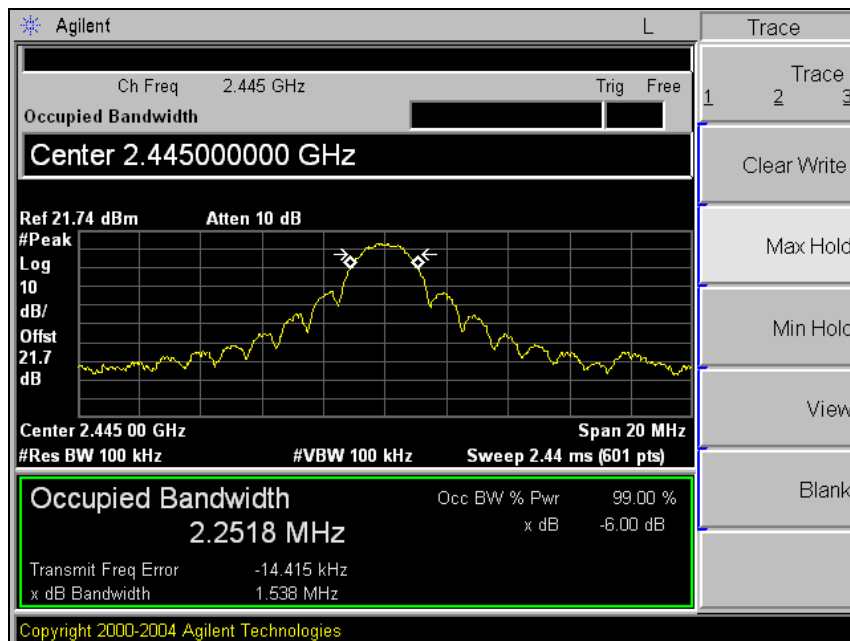 Agilent L Trace
Ch Freq 2.445 GHz Trig Free
Occupied Bandwidth
Center 2.445000000 GHz
Ref 21.74 dBm Atten 10 dB
#Peak
Log
10
dB/
Offst
21.7
dB
Center 2.445 00 GHz Span 20 MHz
#Res BW 100 kHz #VBW 100 kHz Sweep 2.44 ms (601 pts)
Occupied Bandwidth
2.2518 MHz
Occ BW % Pwr 99.00 %
x dB -6.00 dB
Transmit Freq Error -14.415 kHz
x dB Bandwidth 1.538 MHz
Copyright 2000-2004 Agilent Technologies
Trace
1 2 3
Clear Write
Max Hold
Min Hold
View
Blank